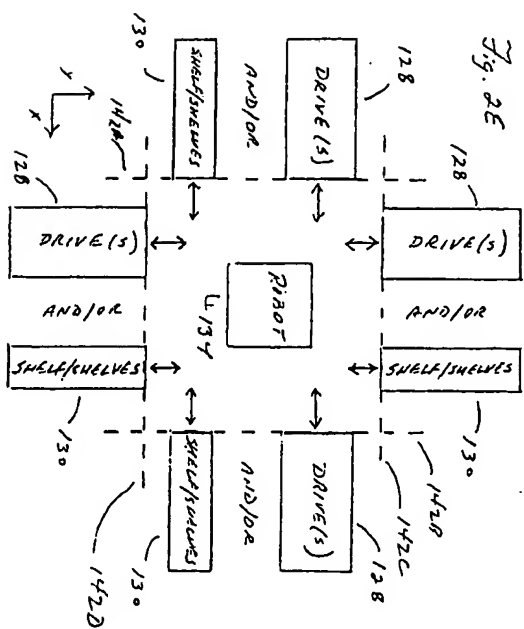 Fig. 2E
130
128
SHELF/SHELVES
AND/OR
DRIVE(S)
Y
X
142A
128
128
DRIVE(S)
DRIVE(S)
ROBOT
134
AND/OR
AND/OR
SHELF/SHELVES
SHELF/SHELVES
130
130
SHELF/SHELVES
AND/OR
DRIVE(S)
142B
142C
128
130
142D